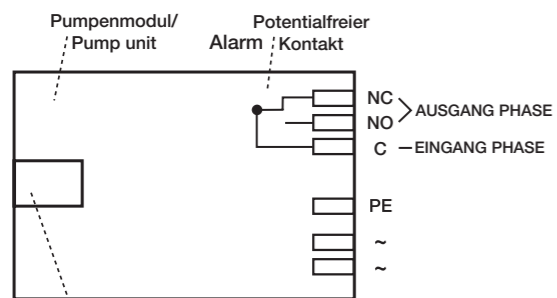 Pumpenmodul/
Pump unit
Alarm
Potentialfreier
Kontakt
NC
NO
AUSGANG PHASE
C
EINGANG PHASE
PE
~
~